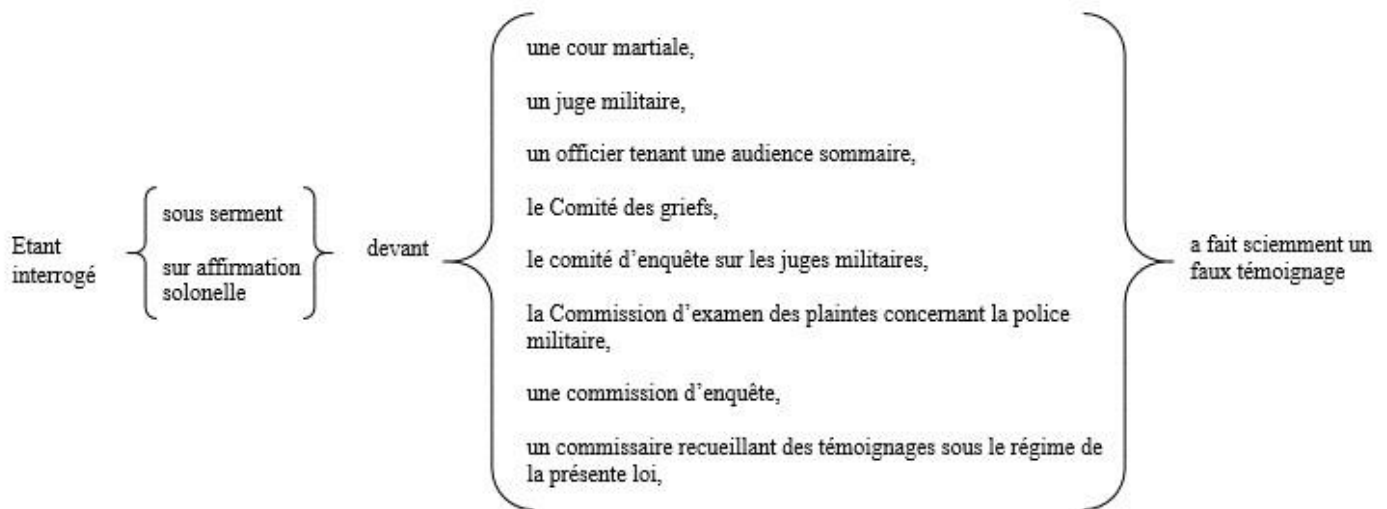 Etant
interrogé
sous serment
sur affirmation
solonelle
devant
une cour martiale,
un juge militaire,
un officier tenant une audience sommaire,
le Comité des griefs,
le comité d’enquête sur les juges militaires,
la Commission d’examen des plaintes concernant la police
militaire,
une commission d’enquête,
un commissaire recueillant des témoignages sous le régime de
la présente loi,
a fait sciemment un
faux témoignage